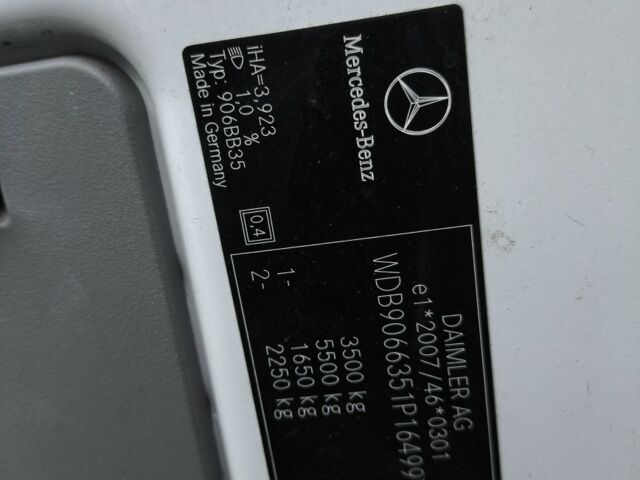 Mercedes-Benz
iHA=3,923
1.0 %
Typ: 906BB35
Made in Germany
0,4
DAIMLER AG
e1*2007/46*0301
WDB9066351P16499
3500 kg
5500 kg
1- 1650 kg
2- 2250 kg